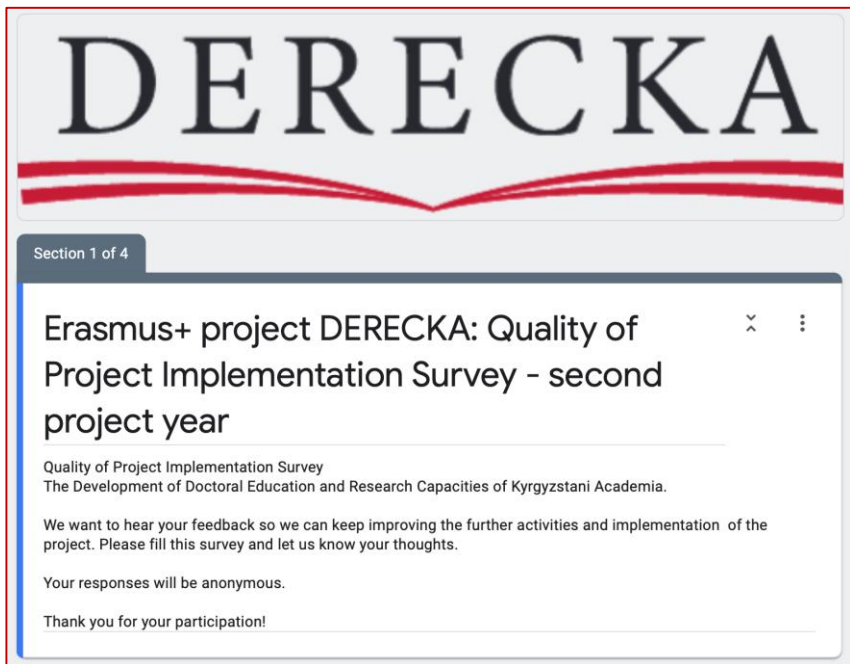 DERECKA
Section 1 of 4
Erasmus+ project DERECKA: Quality of
Project Implementation Survey - second
project year
Quality of Project Implementation Survey
The Development of Doctoral Education and Research Capacities of Kyrgyzstani Academia.
We want to hear your feedback so we can keep improving the further activities and implementation of the
project. Please fill this survey and let us know your thoughts.
Your responses will be anonymous.
Thank you for your participation!